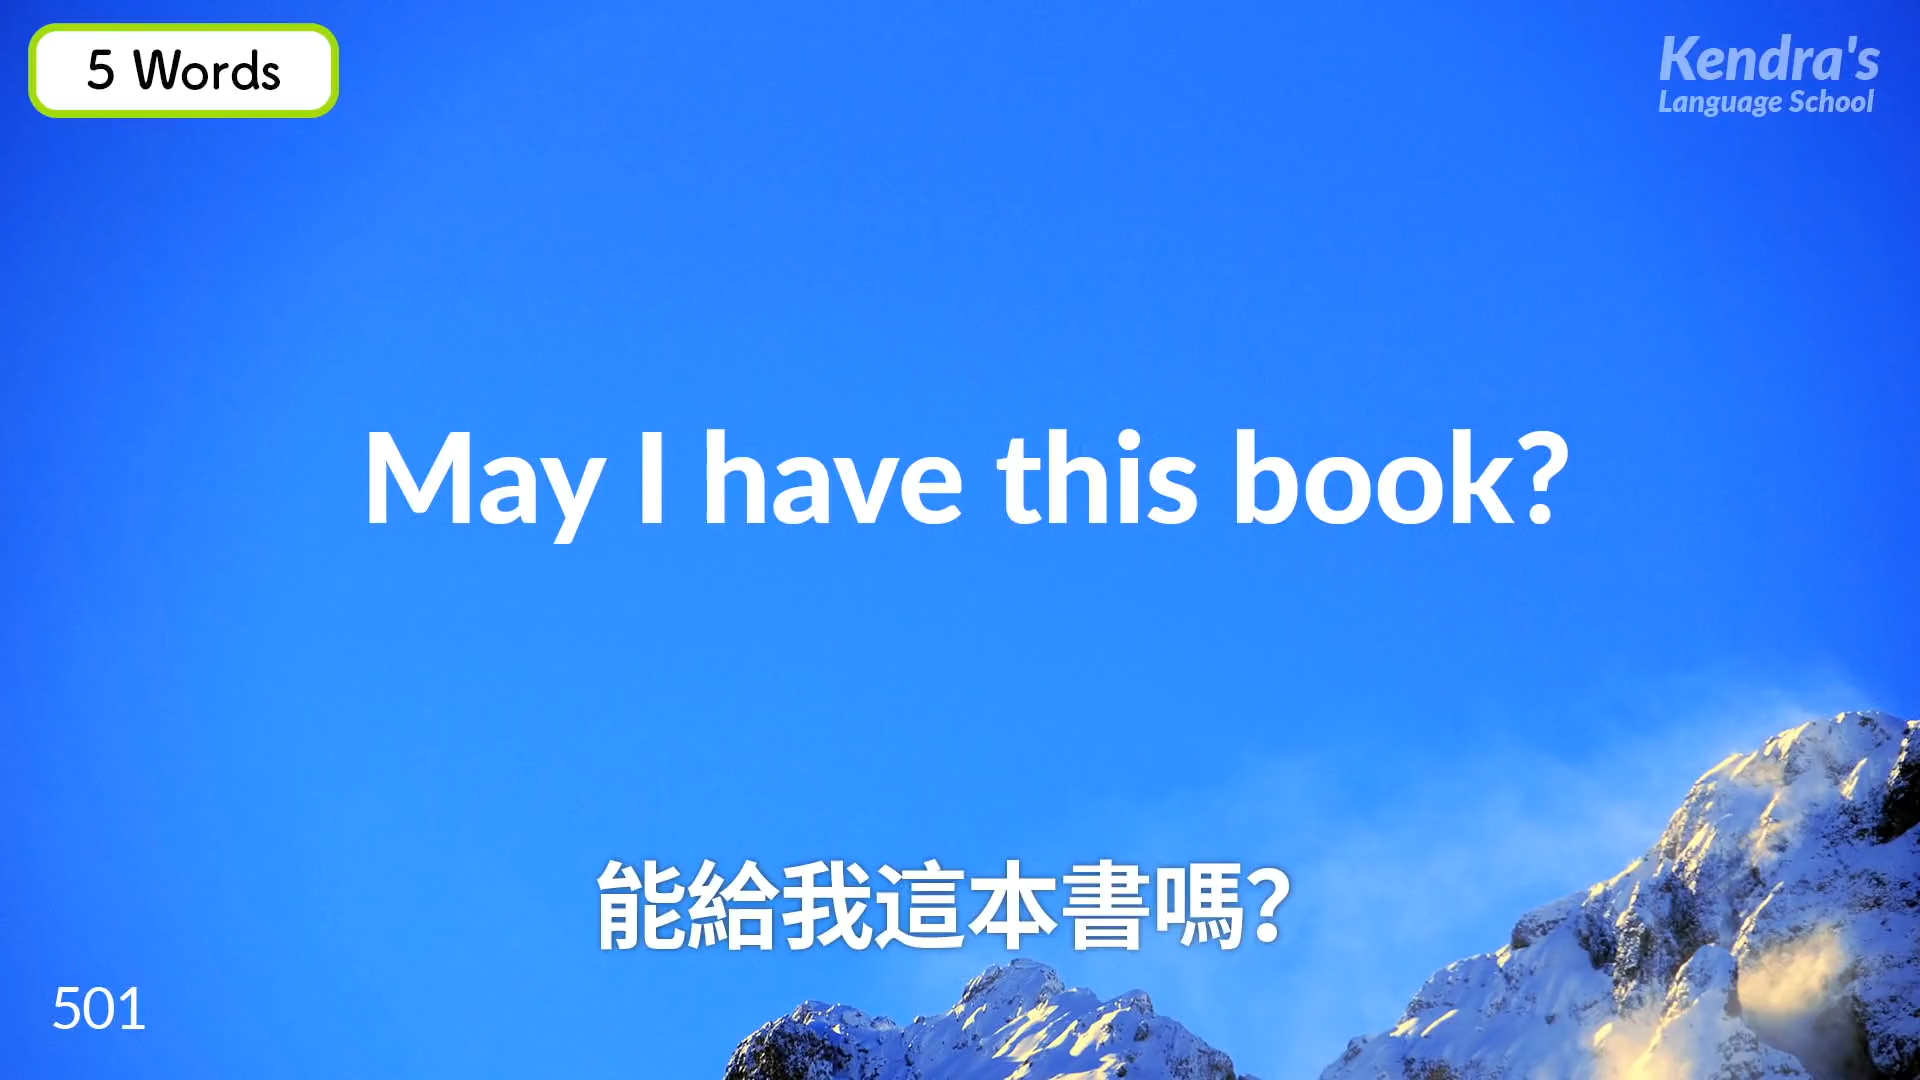 5 Words
Kendra's
Language School
May I have this book?
能給我這本書嗎?
501